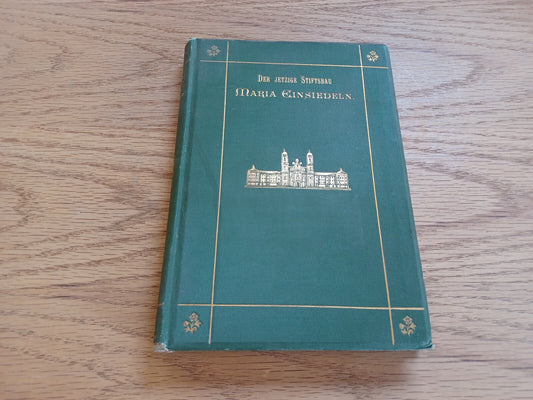 Der jetzige Stiftsbau
Maria Einsiedeln.